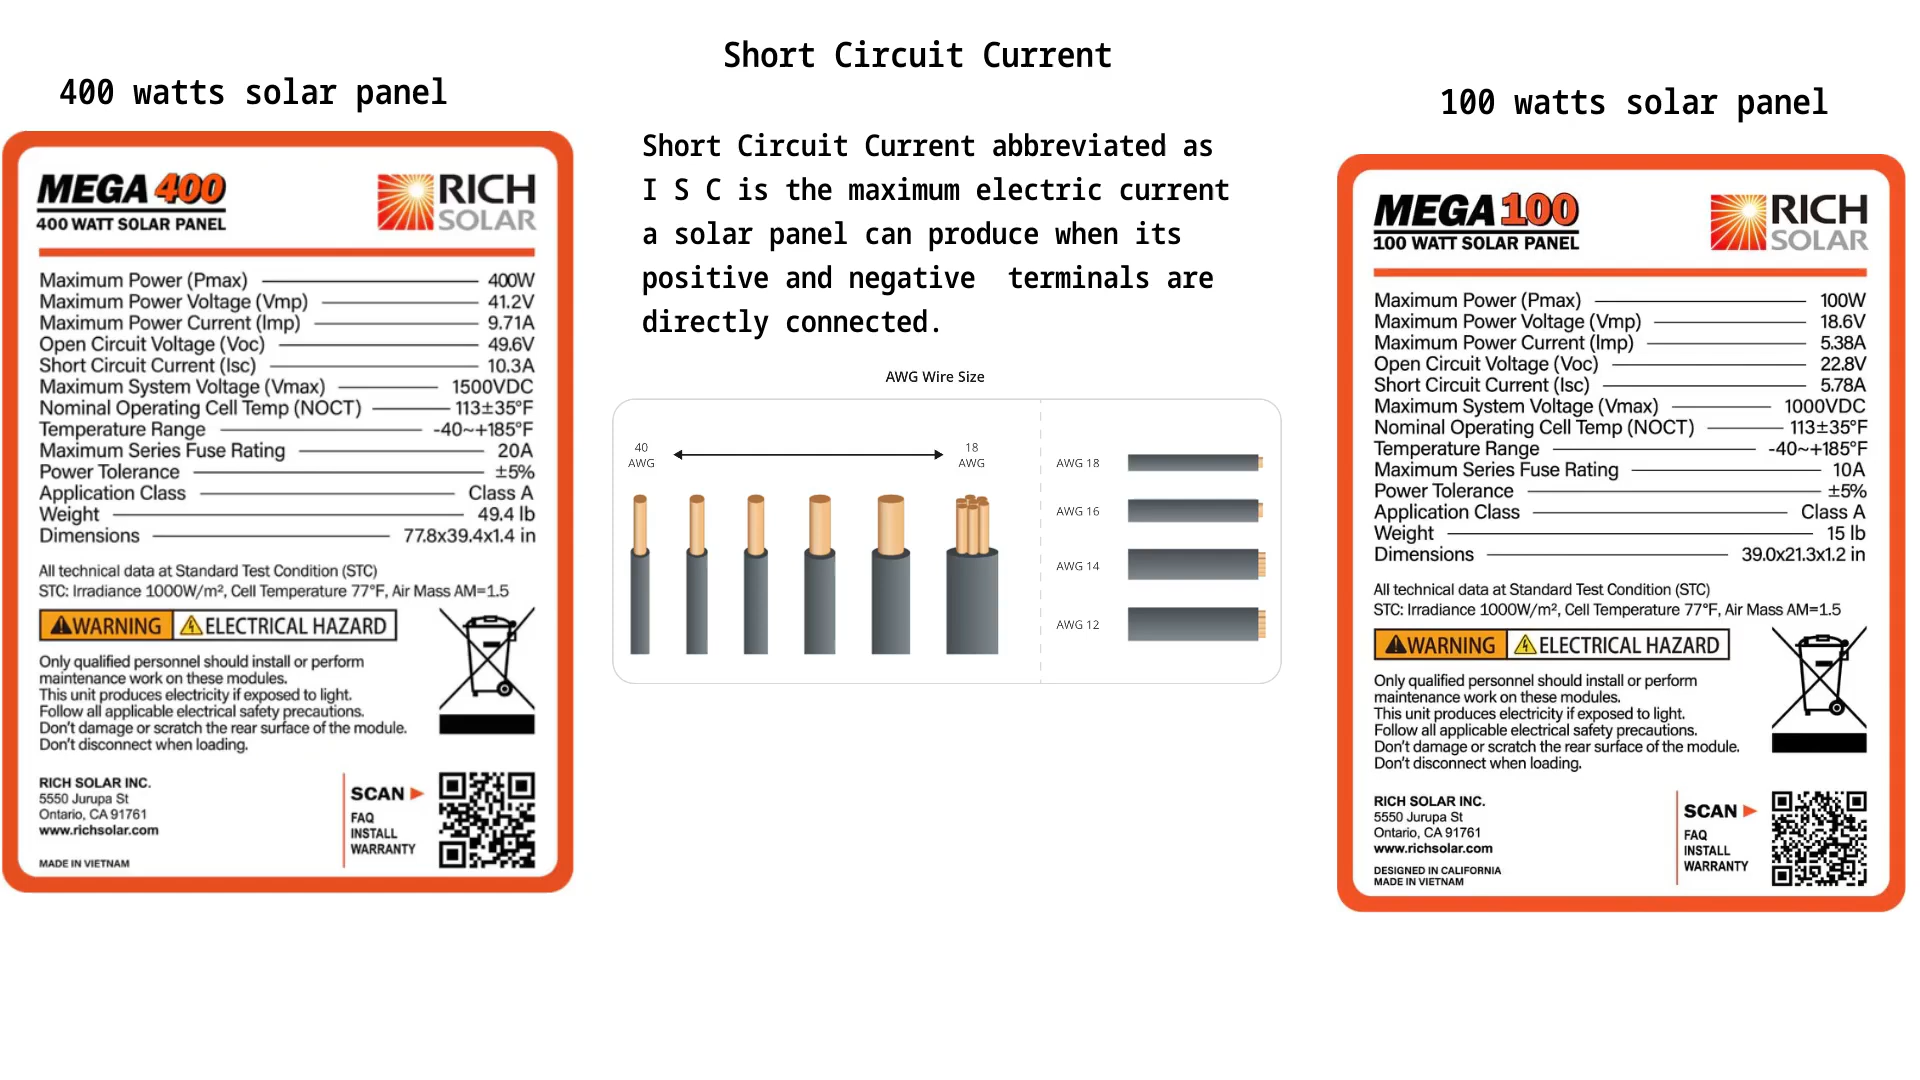 Short Circuit Current
400 watts solar panel
100 watts solar panel
MEGA 400
400 WATT SOLAR PANEL
RICH
SOLAR
Maximum Power (Pmax) 400W
Maximum Power Voltage (Vmp) 41.2V
Maximum Power Current (Imp) 9.71A
Open Circuit Voltage (Voc) 49.6V
Short Circuit Current (Isc) 10.3A
Maximum System Voltage (Vmax) 1500VDC
Nominal Operating Cell Temp (NOCT) 113±35°F
Temperature Range -40~+185°F
Maximum Series Fuse Rating 20A
Power Tolerance ±5%
Application Class Class A
Weight 49.4 lb
Dimensions 77.8x39.4x1.4 in
All technical data at Standard Test Condition (STC)
STC: Irradiance 1000W/m², Cell Temperature 77°F, Air Mass AM=1.5
WARNING ELECTRICAL HAZARD
Only qualified personnel should install or perform
maintenance work on these modules.
This unit produces electricity if exposed to light.
Follow all applicable electrical safety precautions.
Don't damage or scratch the rear surface of the module.
Don't disconnect when loading.
RICH SOLAR INC.
5550 Jurupa St
Ontario, CA 91761
www.richsolar.com
MADE IN VIETNAM
SCAN
FAQ
INSTALL
WARRANTY
Short Circuit Current abbreviated as
I S C is the maximum electric current
a solar panel can produce when its
positive and negative  terminals are
directly connected.
AWG Wire Size
40
AWG
18
AWG
AWG 18
AWG 16
AWG 14
AWG 12
MEGA 100
100 WATT SOLAR PANEL
RICH
SOLAR
Maximum Power (Pmax) 100W
Maximum Power Voltage (Vmp) 18.6V
Maximum Power Current (Imp) 5.38A
Open Circuit Voltage (Voc) 22.8V
Short Circuit Current (Isc) 5.78A
Maximum System Voltage (Vmax) 1000VDC
Nominal Operating Cell Temp (NOCT) 113±35°F
Temperature Range -40~+185°F
Maximum Series Fuse Rating 10A
Power Tolerance ±5%
Application Class Class A
Weight 15 lb
Dimensions 39.0x21.3x1.2 in
All technical data at Standard Test Condition (STC)
STC: Irradiance 1000W/m², Cell Temperature 77°F, Air Mass AM=1.5
WARNING ELECTRICAL HAZARD
Only qualified personnel should install or perform
maintenance work on these modules.
This unit produces electricity if exposed to light.
Follow all applicable electrical safety precautions.
Don't damage or scratch the rear surface of the module.
Don't disconnect when loading.
RICH SOLAR INC.
5550 Jurupa St
Ontario, CA 91761
www.richsolar.com
DESIGNED IN CALIFORNIA
MADE IN VIETNAM
SCAN
FAQ
INSTALL
WARRANTY